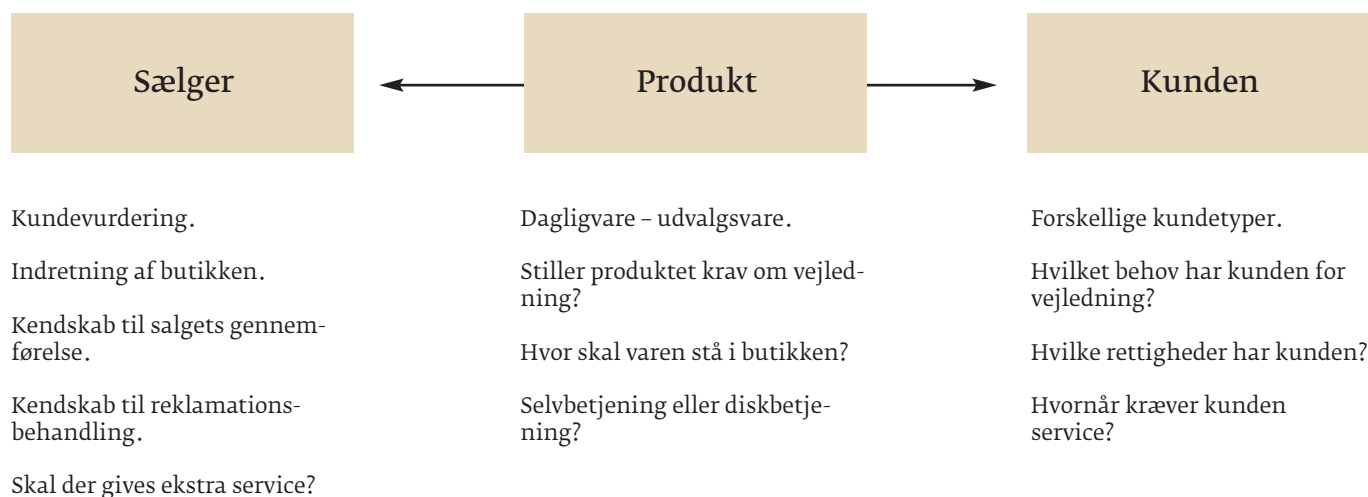 Sælger
Produkt
Kunden
Kundevurdering.
Indretning af butikken.
Kendskab til salgets gennem-
førelse.
Kendskab til reklamations-
behandling.
Skal der gives ekstra service?
Dagligvare – udvalgsvare.
Stiller produktet krav om vejled-
ning?
Hvor skal varen stå i butikken?
Selvbetjening eller diskbetje-
ning?
Forskellige kundetyper.
Hvilket behov har kunden for
vejledning?
Hvilke rettigheder har kunden?
Hvornår kræver kunden
service?